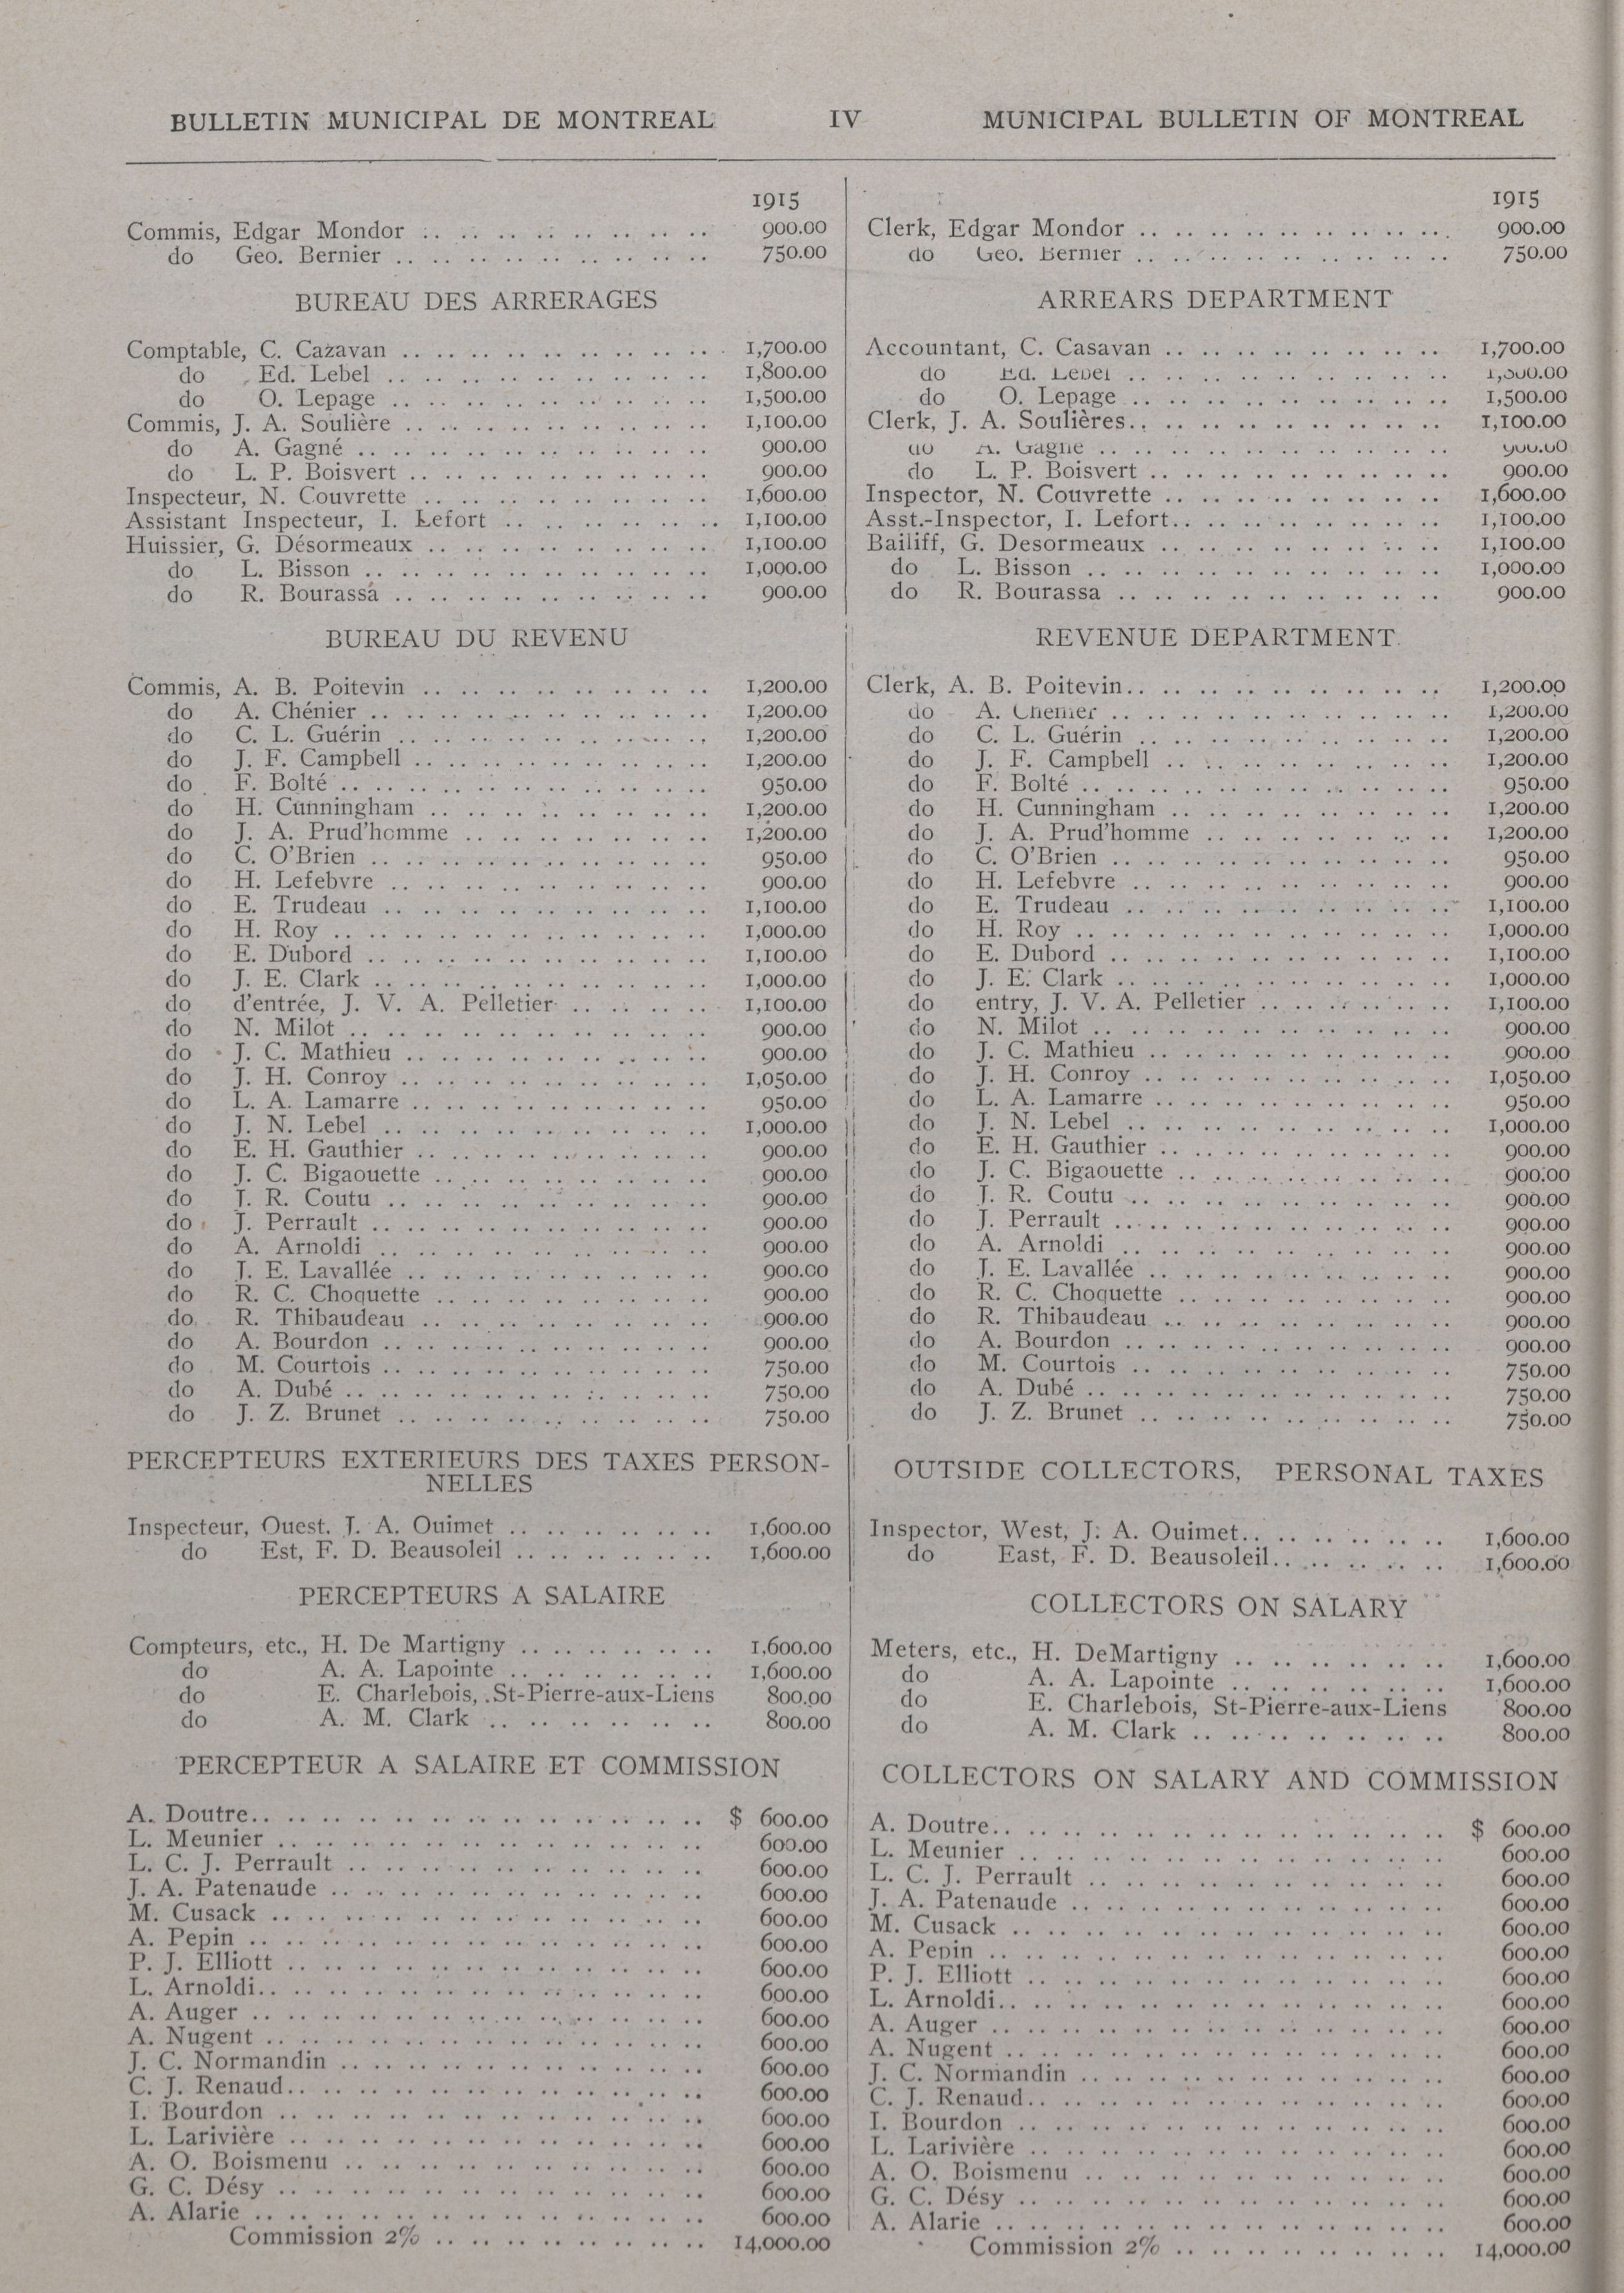 BULLETIN MUNICIPAL DE MONTREAL IV MUNICIPAL BULLETIN OF MONTREAL
1915
Commis, Edgar Mondor .. .. .. .. .. .. .. .. 900.00
do Geo. Bernier .. .. .. .. .. .. .. .. .. 750.00
BUREAU DES ARRERAGES
Comptable, C. Cazavan .. .. .. .. .. .. .. .. .. 1,700.00
do Ed. Lebel .. .. .. .. .. .. .. .. .. 1,800.00
do O. Lepage .. .. .. .. .. .. .. .. .. 1,500.00
Commis, J. A. Soulière .. .. .. .. .. .. .. .. .. 1,100.00
do A. Gagné .. .. .. .. .. .. .. .. .. .. 900.00
do L. P. Boisvert .. .. .. .. .. .. .. .. .. 900.00
Inspecteur, N. Couvrette .. .. .. .. .. .. .. .. 1,600.00
Assistant Inspecteur, I. Lefort .. .. .. .. .. .. 1,100.00
Huissier, G. Désormeaux .. .. .. .. .. .. .. .. 1,100.00
do L. Bisson .. .. .. .. .. .. .. .. .. .. 1,000.00
do R. Bourassa .. .. .. .. .. .. .. .. .. 900.00
BUREAU DU REVENU
Commis, A. B. Poitevin .. .. .. .. .. .. .. .. 1,200.00
do A. Chénier .. .. .. .. .. .. .. .. .. .. 1,200.00
do C. L. Guérin .. .. .. .. .. .. .. .. .. 1,200.00
do J. F. Campbell .. .. .. .. .. .. .. .. .. 1,200.00
do F. Bolté .. .. .. .. .. .. .. .. .. .. .. 950.00
do H. Cunningham .. .. .. .. .. .. .. .. 1,200.00
do J. A. Prud'homme .. .. .. .. .. .. .. 1,200.00
do C. O'Brien .. .. .. .. .. .. .. .. .. .. 950.00
do H. Lefebvre .. .. .. .. .. .. .. .. .. 900.00
do E. Trudeau .. .. .. .. .. .. .. .. .. 1,100.00
do H. Roy .. .. .. .. .. .. .. .. .. .. .. 1,000.00
do E. Dubord .. .. .. .. .. .. .. .. .. .. 1,100.00
do J. E. Clark .. .. .. .. .. .. .. .. .. .. 1,000.00
do d'entrée, J. V. A. Pelletier .. .. .. .. 1,100.00
do N. Milot .. .. .. .. .. .. .. .. .. .. 900.00
do J. C. Mathieu .. .. .. .. .. .. .. .. .. 900.00
do J. H. Conroy .. .. .. .. .. .. .. .. .. 1,050.00
do L. A. Lamarre .. .. .. .. .. .. .. .. .. 950.00
do J. N. Lebel .. .. .. .. .. .. .. .. .. 1,000.00
do E. H. Gauthier .. .. .. .. .. .. .. .. 900.00
do J. C. Bigaouette .. .. .. .. .. .. .. .. 900.00
do J. R. Coutu .. .. .. .. .. .. .. .. .. 900.00
do J. Perrault .. .. .. .. .. .. .. .. .. .. 900.00
do A. Arnoldi .. .. .. .. .. .. .. .. .. 900.00
do J. E. Lavallée .. .. .. .. .. .. .. .. .. 900.00
do R. C. Choquette .. .. .. .. .. .. .. .. 900.00
do R. Thibaudeau .. .. .. .. .. .. .. .. 900.00
do A. Bourdon .. .. .. .. .. .. .. .. .. 900.00
do M. Courtois .. .. .. .. .. .. .. .. .. 750.00
do A. Dubé .. .. .. .. .. .. .. .. .. .. 750.00
do J. Z. Brunet .. .. .. .. .. .. .. .. .. 750.00
PERCEPTEURS EXTERIEURS DES TAXES PERSON-
NELLES
Inspecteur, Ouest. J. A. Ouimet .. .. .. .. .. .. 1,600.00
do Est, F. D. Beausoleil .. .. .. .. .. .. 1,600.00
PERCEPTEURS A SALAIRE
Compteurs, etc., H. De Martigny .. .. .. .. .. .. 1,600.00
do A. A. Lapointe .. .. .. .. .. .. 1,600.00
do E. Charlebois, St-Pierre-aux-Liens 800.00
do A. M. Clark .. .. .. .. .. .. .. 800.00
PERCEPTEUR A SALAIRE ET COMMISSION
A. Doutre.. .. .. .. .. .. .. .. .. .. .. .. .. $ 600.00
L. Meunier .. .. .. .. .. .. .. .. .. .. .. .. 600.00
L. C. J. Perrault .. .. .. .. .. .. .. .. .. .. 600.00
J. A. Patenaude .. .. .. .. .. .. .. .. .. .. .. 600.00
M. Cusack .. .. .. .. .. .. .. .. .. .. .. .. 600.00
A. Pepin .. .. .. .. .. .. .. .. .. .. .. .. .. 600.00
P. J. Elliott .. .. .. .. .. .. .. .. .. .. .. .. 600.00
L. Arnoldi.. .. .. .. .. .. .. .. .. .. .. .. .. 600.00
A. Auger .. .. .. .. .. .. .. .. .. .. .. .. .. 600.00
A. Nugent .. .. .. .. .. .. .. .. .. .. .. .. 600.00
J. C. Normandin .. .. .. .. .. .. .. .. .. .. 600.00
C. J. Renaud.. .. .. .. .. .. .. .. .. .. .. .. 600.00
I. Bourdon .. .. .. .. .. .. .. .. .. .. .. .. 600.00
L. Larivière .. .. .. .. .. .. .. .. .. .. .. .. 600.00
A. O. Boismenu .. .. .. .. .. .. .. .. .. .. 600.00
G. C. Désy .. .. .. .. .. .. .. .. .. .. .. .. 600.00
A. Alarie .. .. .. .. .. .. .. .. .. .. .. .. .. 600.00
Commission 2% .. .. .. .. .. .. .. .. 14,000.00
1915
Clerk, Edgar Mondor .. .. .. .. .. .. .. .. .. 900.00
do Geo. Bernier .. .. .. .. .. .. .. .. .. 750.00
ARREARS DEPARTMENT
Accountant, C. Casavan .. .. .. .. .. .. .. .. 1,700.00
do Ed. Lebel .. .. .. .. .. .. .. .. .. 1,800.00
do O. Lepage .. .. .. .. .. .. .. .. .. 1,500.00
Clerk, J. A. Soulières.. .. .. .. .. .. .. .. .. 1,100.00
do A. Gagné .. .. .. .. .. .. .. .. .. .. 900.00
do L. P. Boisvert .. .. .. .. .. .. .. .. .. 900.00
Inspector, N. Couvrette .. .. .. .. .. .. .. .. 1,600.00
Asst.-Inspector, I. Lefort.. .. .. .. .. .. .. .. 1,100.00
Bailiff, G. Desormeaux .. .. .. .. .. .. .. .. 1,100.00
do L. Bisson .. .. .. .. .. .. .. .. .. .. 1,000.00
do R. Bourassa .. .. .. .. .. .. .. .. .. 900.00
REVENUE DEPARTMENT
Clerk, A. B. Poitevin.. .. .. .. .. .. .. .. .. 1,200.00
do A. Chénier .. .. .. .. .. .. .. .. .. .. 1,200.00
do C. L. Guérin .. .. .. .. .. .. .. .. .. 1,200.00
do J. F. Campbell .. .. .. .. .. .. .. .. 1,200.00
do F. Bolté .. .. .. .. .. .. .. .. .. .. .. 950.00
do H. Cunningham .. .. .. .. .. .. .. .. 1,200.00
do J. A. Prud'homme .. .. .. .. .. .. .. 1,200.00
do C. O'Brien .. .. .. .. .. .. .. .. .. .. 950.00
do H. Lefebvre .. .. .. .. .. .. .. .. .. 900.00
do E. Trudeau .. .. .. .. .. .. .. .. .. 1,100.00
do H. Roy .. .. .. .. .. .. .. .. .. .. .. 1,000.00
do E. Dubord .. .. .. .. .. .. .. .. .. .. 1,100.00
do J. E. Clark .. .. .. .. .. .. .. .. .. .. 1,000.00
do entry, J. V. A. Pelletier .. .. .. .. .. .. 1,100.00
do N. Milot .. .. .. .. .. .. .. .. .. .. 900.00
do J. C. Mathieu .. .. .. .. .. .. .. .. .. 900.00
do J. H. Conroy .. .. .. .. .. .. .. .. .. 1,050.00
do L. A. Lamarre .. .. .. .. .. .. .. .. .. 950.00
do J. N. Lebel .. .. .. .. .. .. .. .. .. 1,000.00
do E. H. Gauthier .. .. .. .. .. .. .. .. 900.00
do J. C. Bigaouette .. .. .. .. .. .. .. .. 900.00
do J. R. Coutu .. .. .. .. .. .. .. .. .. 900.00
do J. Perrault .. .. .. .. .. .. .. .. .. .. 900.00
do A. Arnoldi .. .. .. .. .. .. .. .. .. 900.00
do J. E. Lavallée .. .. .. .. .. .. .. .. .. 900.00
do R. C. Choquette .. .. .. .. .. .. .. .. 900.00
do R. Thibaudeau .. .. .. .. .. .. .. .. 900.00
do A. Bourdon .. .. .. .. .. .. .. .. .. 900.00
do M. Courtois .. .. .. .. .. .. .. .. .. 750.00
do A. Dubé .. .. .. .. .. .. .. .. .. .. 750.00
do J. Z. Brunet .. .. .. .. .. .. .. .. .. 750.00
OUTSIDE COLLECTORS, PERSONAL TAXES
Inspector, West, J. A. Ouimet.. .. .. .. .. .. 1,600.00
do East, F. D. Beausoleil.. .. .. .. .. 1,600.00
COLLECTORS ON SALARY
Meters, etc., H. DeMartigny .. .. .. .. .. .. .. 1,600.00
do A. A. Lapointe .. .. .. .. .. .. .. 1,600.00
do E. Charlebois, St-Pierre-aux-Liens 800.00
do A. M. Clark .. .. .. .. .. .. .. 800.00
COLLECTORS ON SALARY AND COMMISSION
A. Doutre.. .. .. .. .. .. .. .. .. .. .. .. .. $ 600.00
L. Meunier .. .. .. .. .. .. .. .. .. .. .. .. 600.00
L. C. J. Perrault .. .. .. .. .. .. .. .. .. .. 600.00
J. A. Patenaude .. .. .. .. .. .. .. .. .. .. .. 600.00
M. Cusack .. .. .. .. .. .. .. .. .. .. .. .. 600.00
A. Pepin .. .. .. .. .. .. .. .. .. .. .. .. .. 600.00
P. J. Elliott .. .. .. .. .. .. .. .. .. .. .. .. 600.00
L. Arnoldi.. .. .. .. .. .. .. .. .. .. .. .. .. 600.00
A. Auger .. .. .. .. .. .. .. .. .. .. .. .. .. 600.00
A. Nugent .. .. .. .. .. .. .. .. .. .. .. .. 600.00
J. C. Normandin .. .. .. .. .. .. .. .. .. .. 600.00
C. J. Renaud.. .. .. .. .. .. .. .. .. .. .. .. 600.00
I. Bourdon .. .. .. .. .. .. .. .. .. .. .. .. 600.00
L. Larivière .. .. .. .. .. .. .. .. .. .. .. .. 600.00
A. O. Boismenu .. .. .. .. .. .. .. .. .. .. 600.00
G. C. Désy .. .. .. .. .. .. .. .. .. .. .. .. 600.00
A. Alarie .. .. .. .. .. .. .. .. .. .. .. .. .. 600.00
Commission 2% .. .. .. .. .. .. .. .. 14,000.00